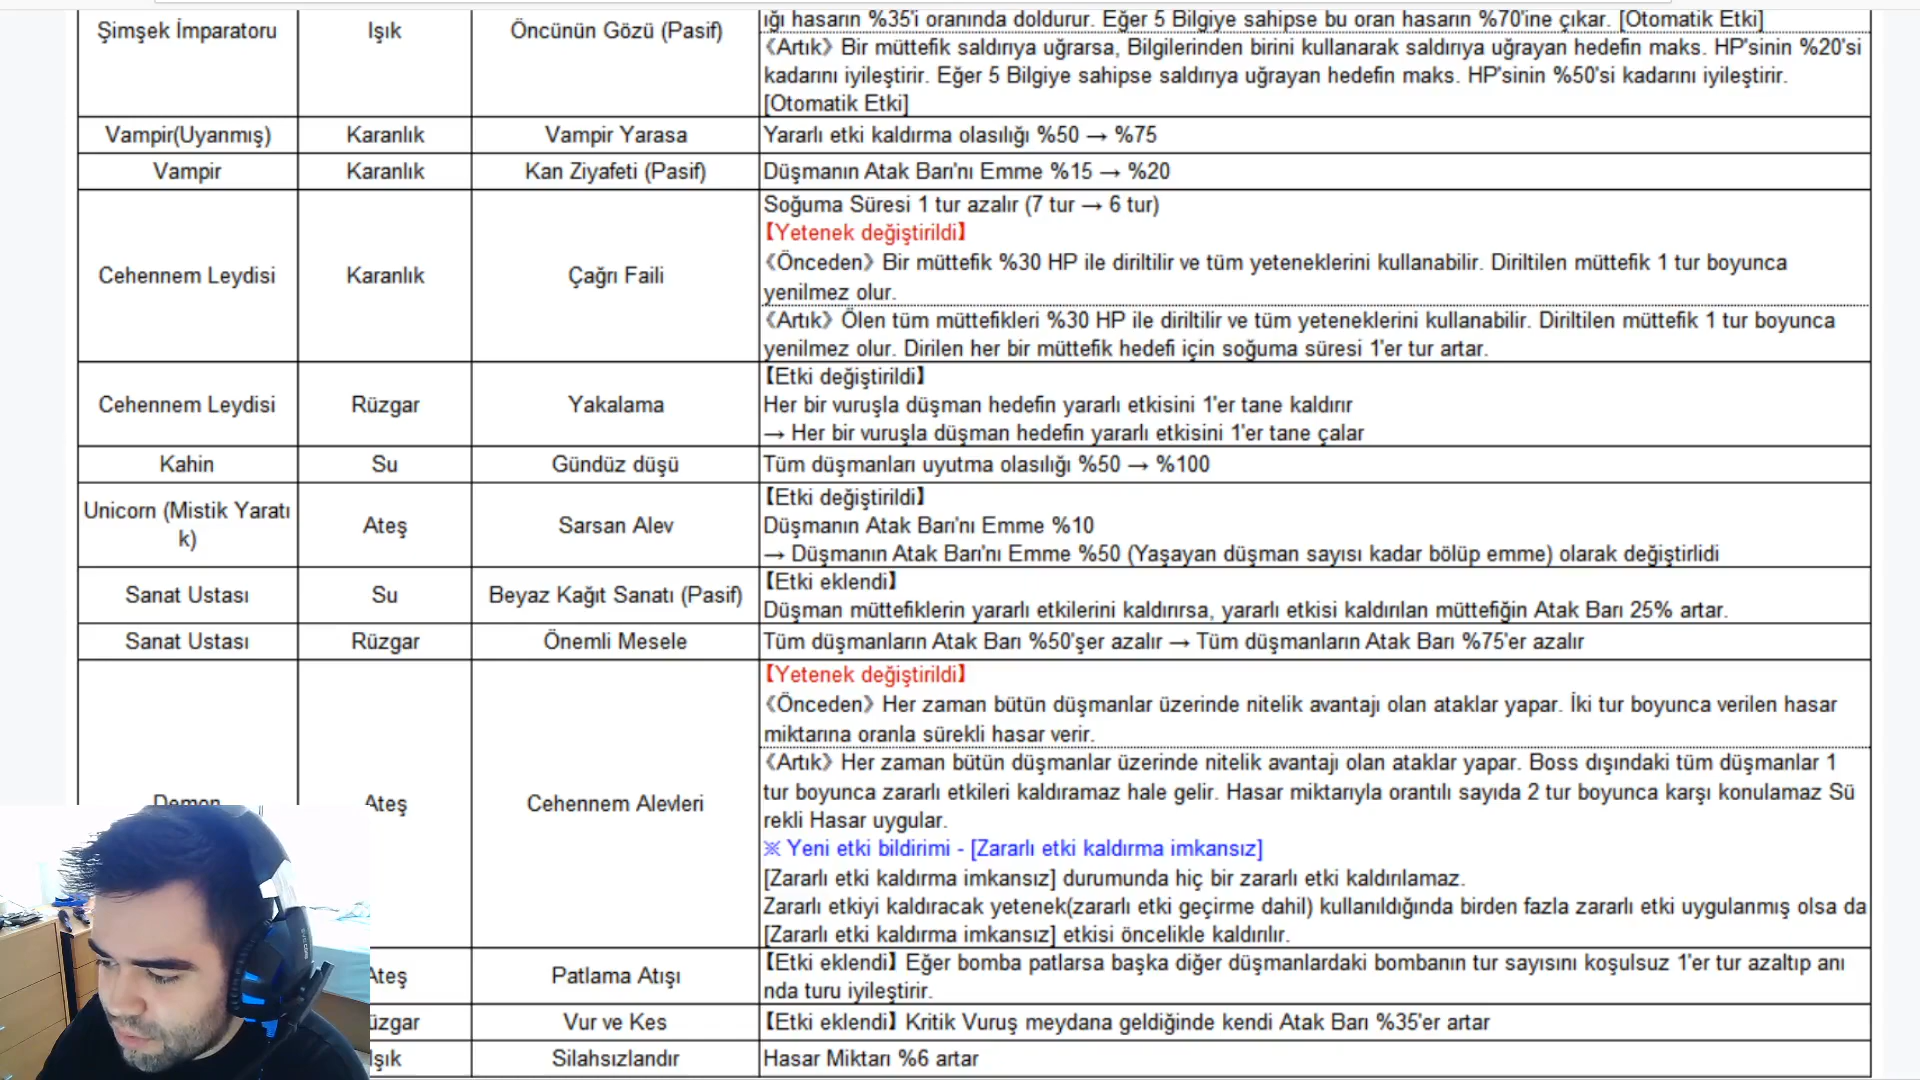 ığı hasarın %35'i oranında doldurur. Eğer 5 Bilgiye sahipse bu oran hasarın %70'ine çıkar. [Otomatik Etki]
Şimşek İmparatoru
Işık
Öncünün Gözü (Pasif)
《Artık》Bir müttefik saldırıya uğrarsa, Bilgilerinden birini kullanarak saldırıya uğrayan hedefin maks. HP'sinin %20'si
kadarını iyileştirir. Eğer 5 Bilgiye sahipse saldırıya uğrayan hedefin maks. HP'sinin %50'si kadarını iyileştirir.
[Otomatik Etki]
Vampir(Uyanmış)
Karanlık
Vampir Yarasa
Yararlı etki kaldırma olasılığı %50 → %75
Vampir
Karanlık
Kan Ziyafeti (Pasif)
Düşmanın Atak Barı'nı Emme %15 → %20
Cehennem Leydisi
Karanlık
Çağrı Faili
Soğuma Süresi 1 tur azalır (7 tur → 6 tur)
【Yetenek değiştirildi】
《Önceden》Bir müttefik %30 HP ile diriltilir ve tüm yeteneklerini kullanabilir. Diriltilen müttefik 1 tur boyunca
yenilmez olur.
《Artık》Ölen tüm müttefikleri %30 HP ile diriltilir ve tüm yeteneklerini kullanabilir. Diriltilen müttefik 1 tur boyunca
yenilmez olur. Dirilen her bir müttefik hedefi için soğuma süresi 1'er tur artar.
Cehennem Leydisi
Rüzgar
Yakalama
【Etki değiştirildi】
Her bir vuruşla düşman hedefin yararlı etkisini 1'er tane kaldırır
→ Her bir vuruşla düşman hedefin yararlı etkisini 1'er tane çalar
Kahin
Su
Gündüz düşü
Tüm düşmanları uyutma olasılığı %50 → %100
Unicorn (Mistik Yaratı
k)
Ateş
Sarsan Alev
【Etki değiştirildi】
Düşmanın Atak Barı'nı Emme %10
→ Düşmanın Atak Barı'nı Emme %50 (Yaşayan düşman sayısı kadar bölüp emme) olarak değiştirlidi
Sanat Ustası
Su
Beyaz Kağıt Sanatı (Pasif)
【Etki eklendi】
Düşman müttefiklerin yararlı etkilerini kaldırırsa, yararlı etkisi kaldırılan müttefiğin Atak Barı 25% artar.
Sanat Ustası
Rüzgar
Önemli Mesele
Tüm düşmanların Atak Barı %50'şer azalır → Tüm düşmanların Atak Barı %75'er azalır
Demon
Ateş
Cehennem Alevleri
【Yetenek değiştirildi】
《Önceden》Her zaman bütün düşmanlar üzerinde nitelik avantajı olan ataklar yapar. İki tur boyunca verilen hasar
miktarına oranla sürekli hasar verir.
《Artık》Her zaman bütün düşmanlar üzerinde nitelik avantajı olan ataklar yapar. Boss dışındaki tüm düşmanlar 1
tur boyunca zararlı etkileri kaldıramaz hale gelir. Hasar miktarıyla orantılı sayıda 2 tur boyunca karşı konulamaz Sü
rekli Hasar uygular.
※ Yeni etki bildirimi - [Zararlı etki kaldırma imkansız]
[Zararlı etki kaldırma imkansız] durumunda hiç bir zararlı etki kaldırılamaz.
Zararlı etkiyi kaldıracak yetenek(zararlı etki geçirme dahil) kullanıldığında birden fazla zararlı etki uygulanmış olsa da
[Zararlı etki kaldırma imkansız] etkisi öncelikle kaldırılır.
Ateş
Patlama Atışı
【Etki eklendi】Eğer bomba patlarsa başka diğer düşmanlardaki bombanın tur sayısını koşulsuz 1'er tur azaltıp anı
nda turu iyileştirir.
üzgar
Vur ve Kes
【Etki eklendi】Kritik Vuruş meydana geldiğinde kendi Atak Barı %35'er artar
Işık
Silahsızlandır
Hasar Miktarı %6 artar